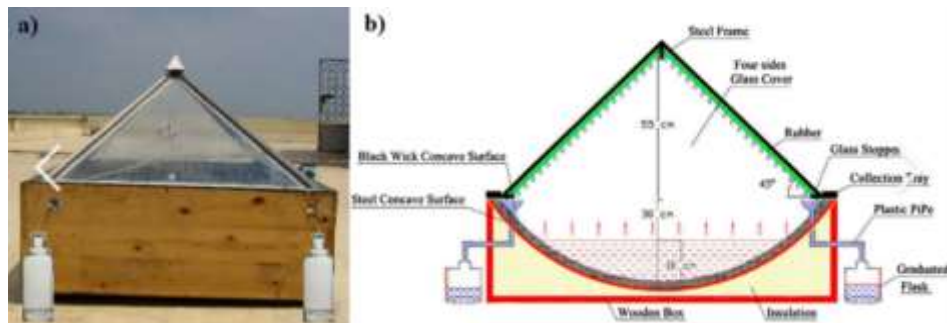 a)
b)
Steel Frame
Four sides
Glass Cover
55 cm
Rubber
Glass Stopper
Black Wick Concave Surface
45°
Collection Tray
Steel Concave Surface
30 cm
Plastic PiPe
cm
Graduated
Flask
Wooden Box
Insulation